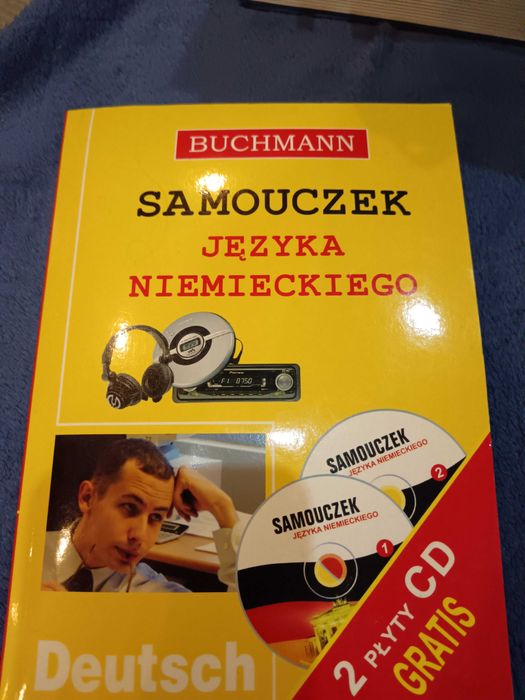 BUCHMANN
SAMOUCZEK
JĘZYKA
NIEMIECKIEGO
SAMOUCZEK
JĘZYKA NIEMIECKIEGO
2
SAMOUCZEK
JĘZYKA NIEMIECKIEGO
1
2 PŁYTY CD
GRATIS
Deutsch